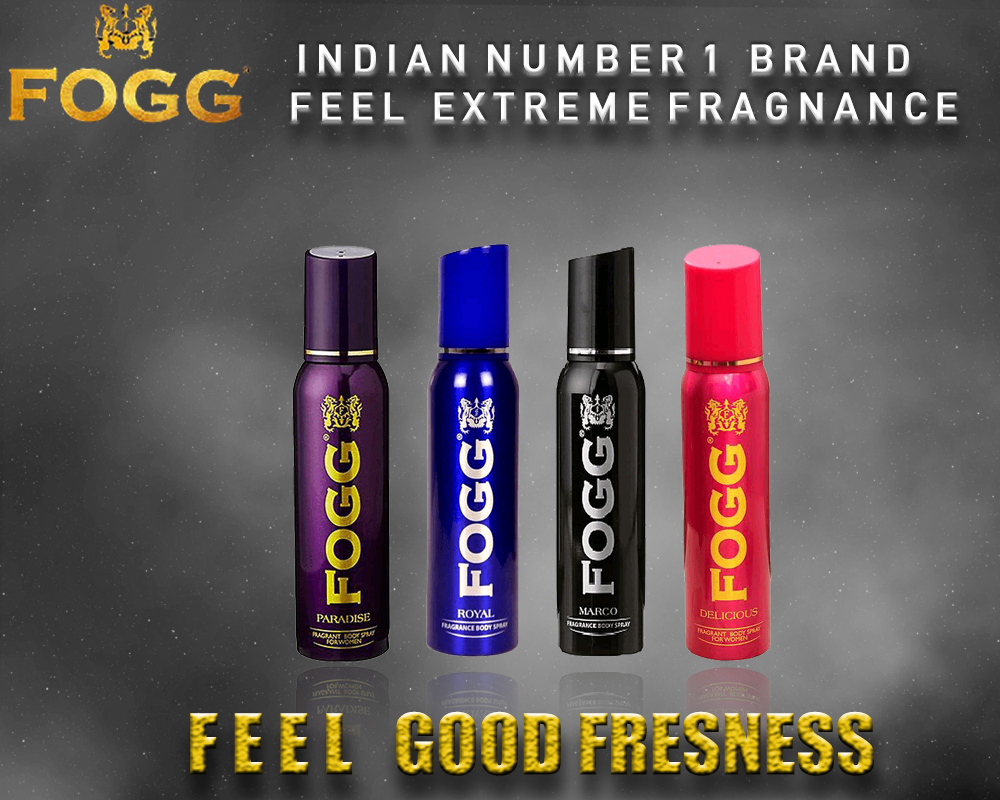 FOGG
INDIAN NUMBER 1 BRAND
FEEL EXTREME FRAGNANCE
FOGG
PARADISE
FRAGRANT BODY SPRAY
FOR WOMEN
FOGG
ROYAL
FRAGRANCE BODY SPRAY
FOGG
MARCO
FRAGRANCE BODY SPRAY
FOGG
DELICIOUS
FRAGRANT BODY SPRAY
FOR WOMEN
FEEL GOOD FRESNESS